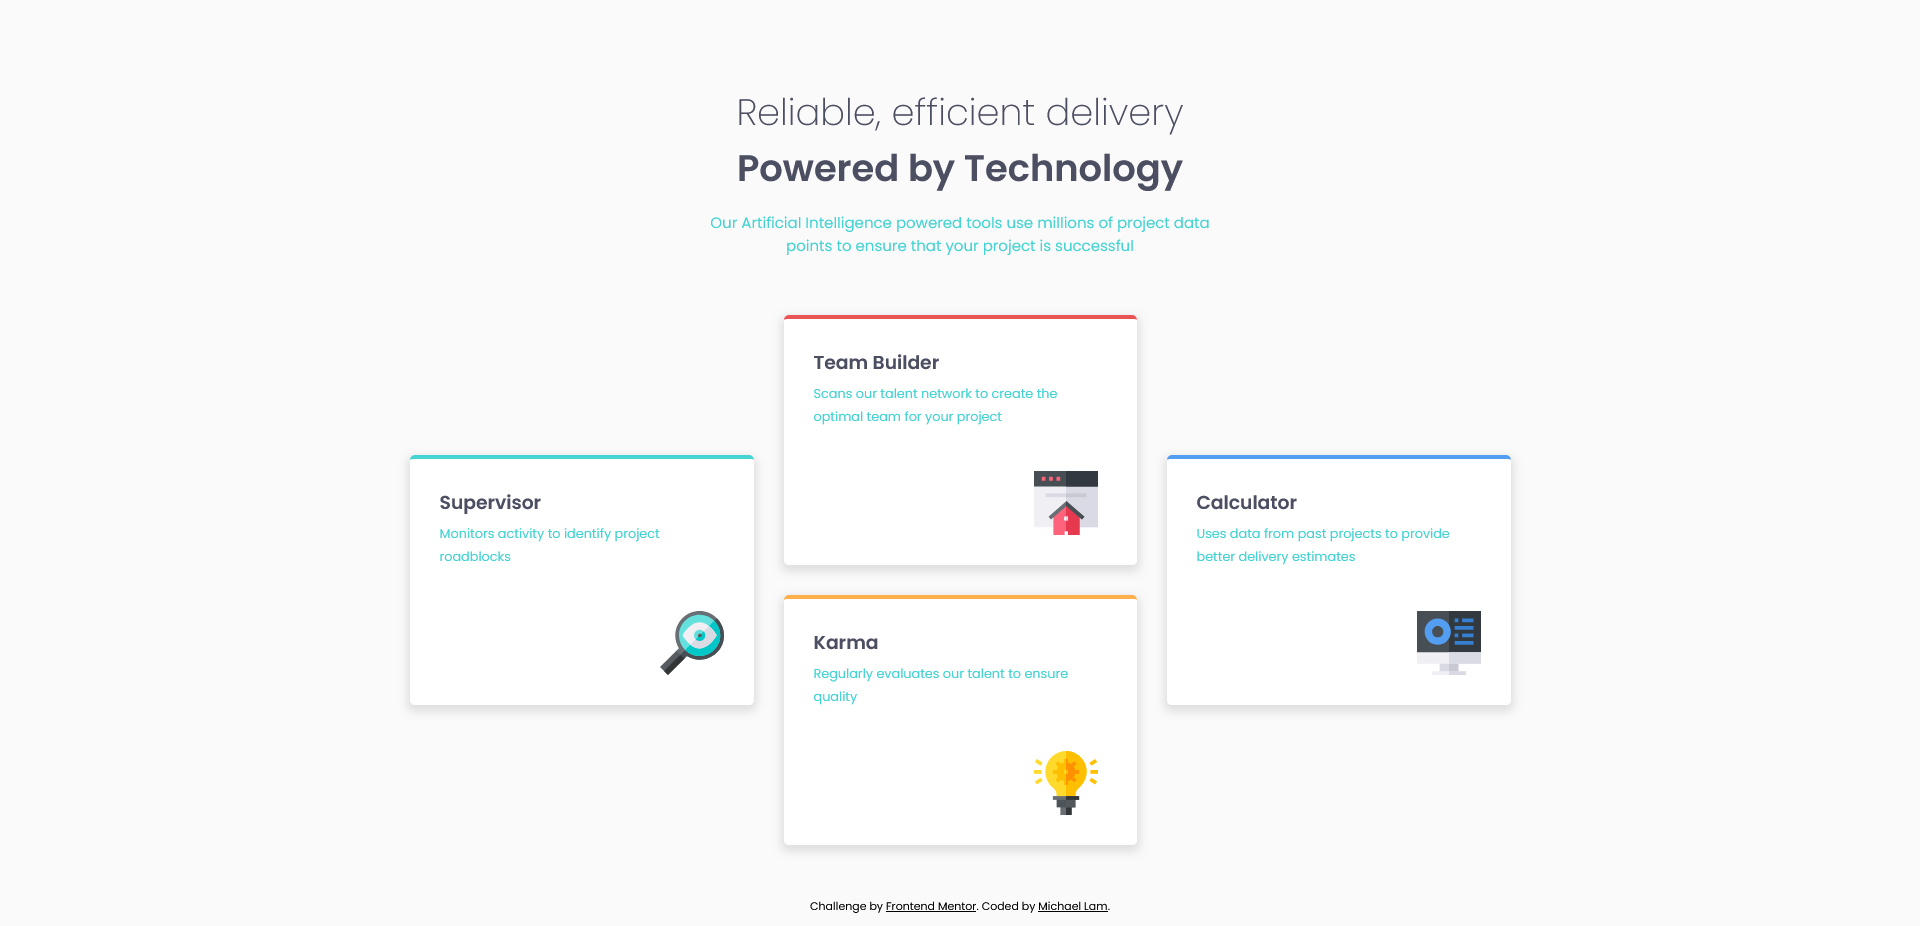 Reliable, efficient delivery
Powered by Technology
Our Artificial Intelligence powered tools use millions of project data
points to ensure that your project is successful
Supervisor
Monitors activity to identify project
roadblocks
Team Builder
Scans our talent network to create the
optimal team for your project
Karma
Regularly evaluates our talent to ensure
quality
Calculator
Uses data from past projects to provide
better delivery estimates
Challenge by Frontend Mentor. Coded by Michael Lam.